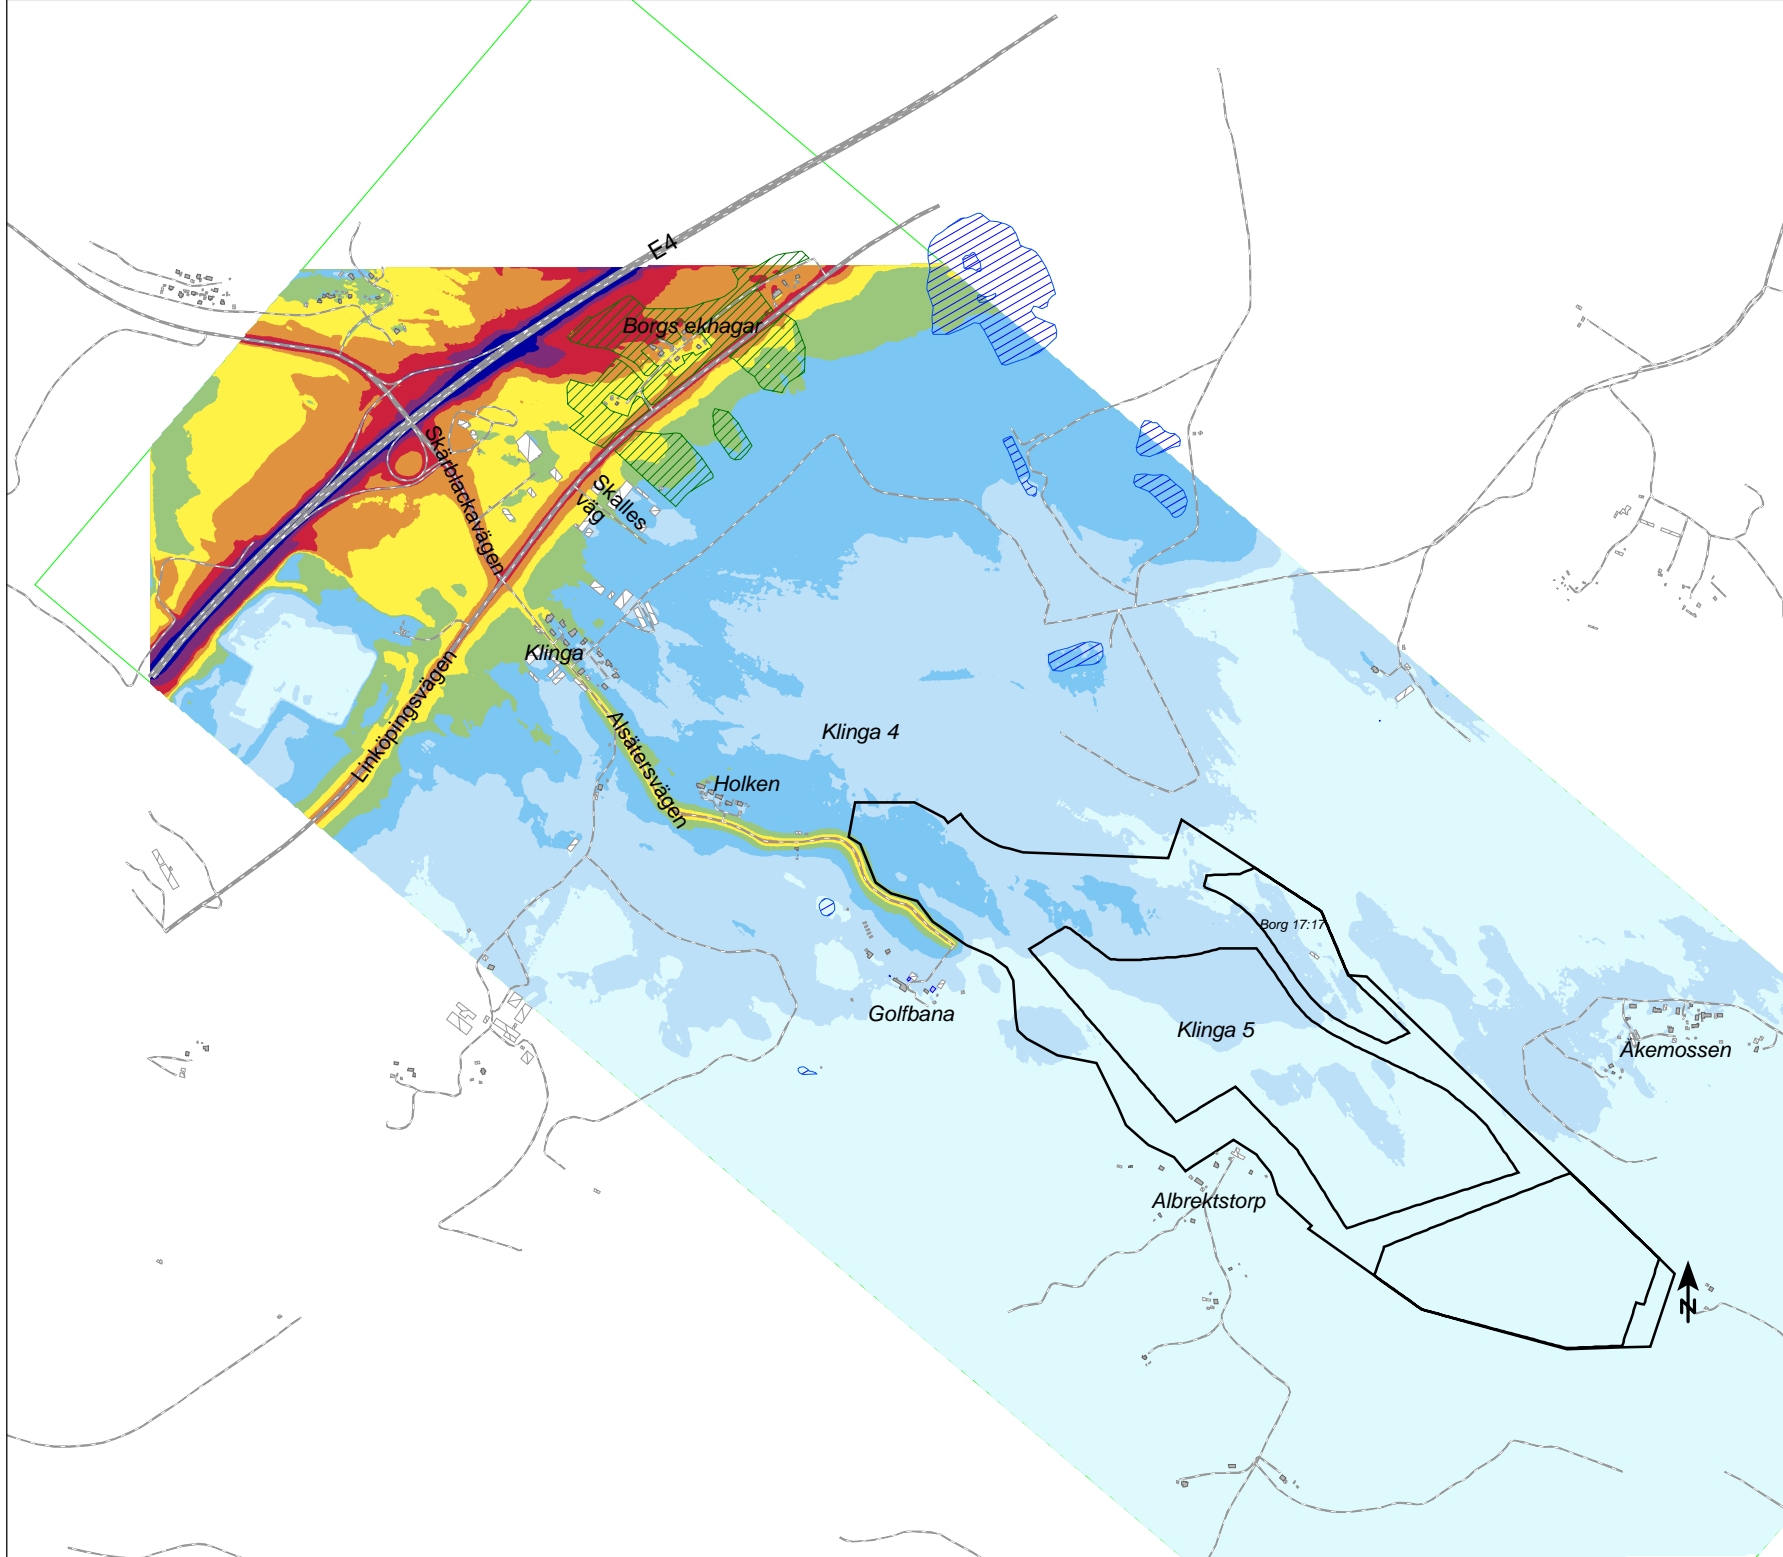 E4
Borgs ekhagar
Skärblackavägen
Skalles
väg
Klinga
Linköpingsvägen
Alsätersvägen
Klinga 4
Holken
Borg 17:17
Golfbana
Klinga 5
Åkemossen
Albrektstorp
N